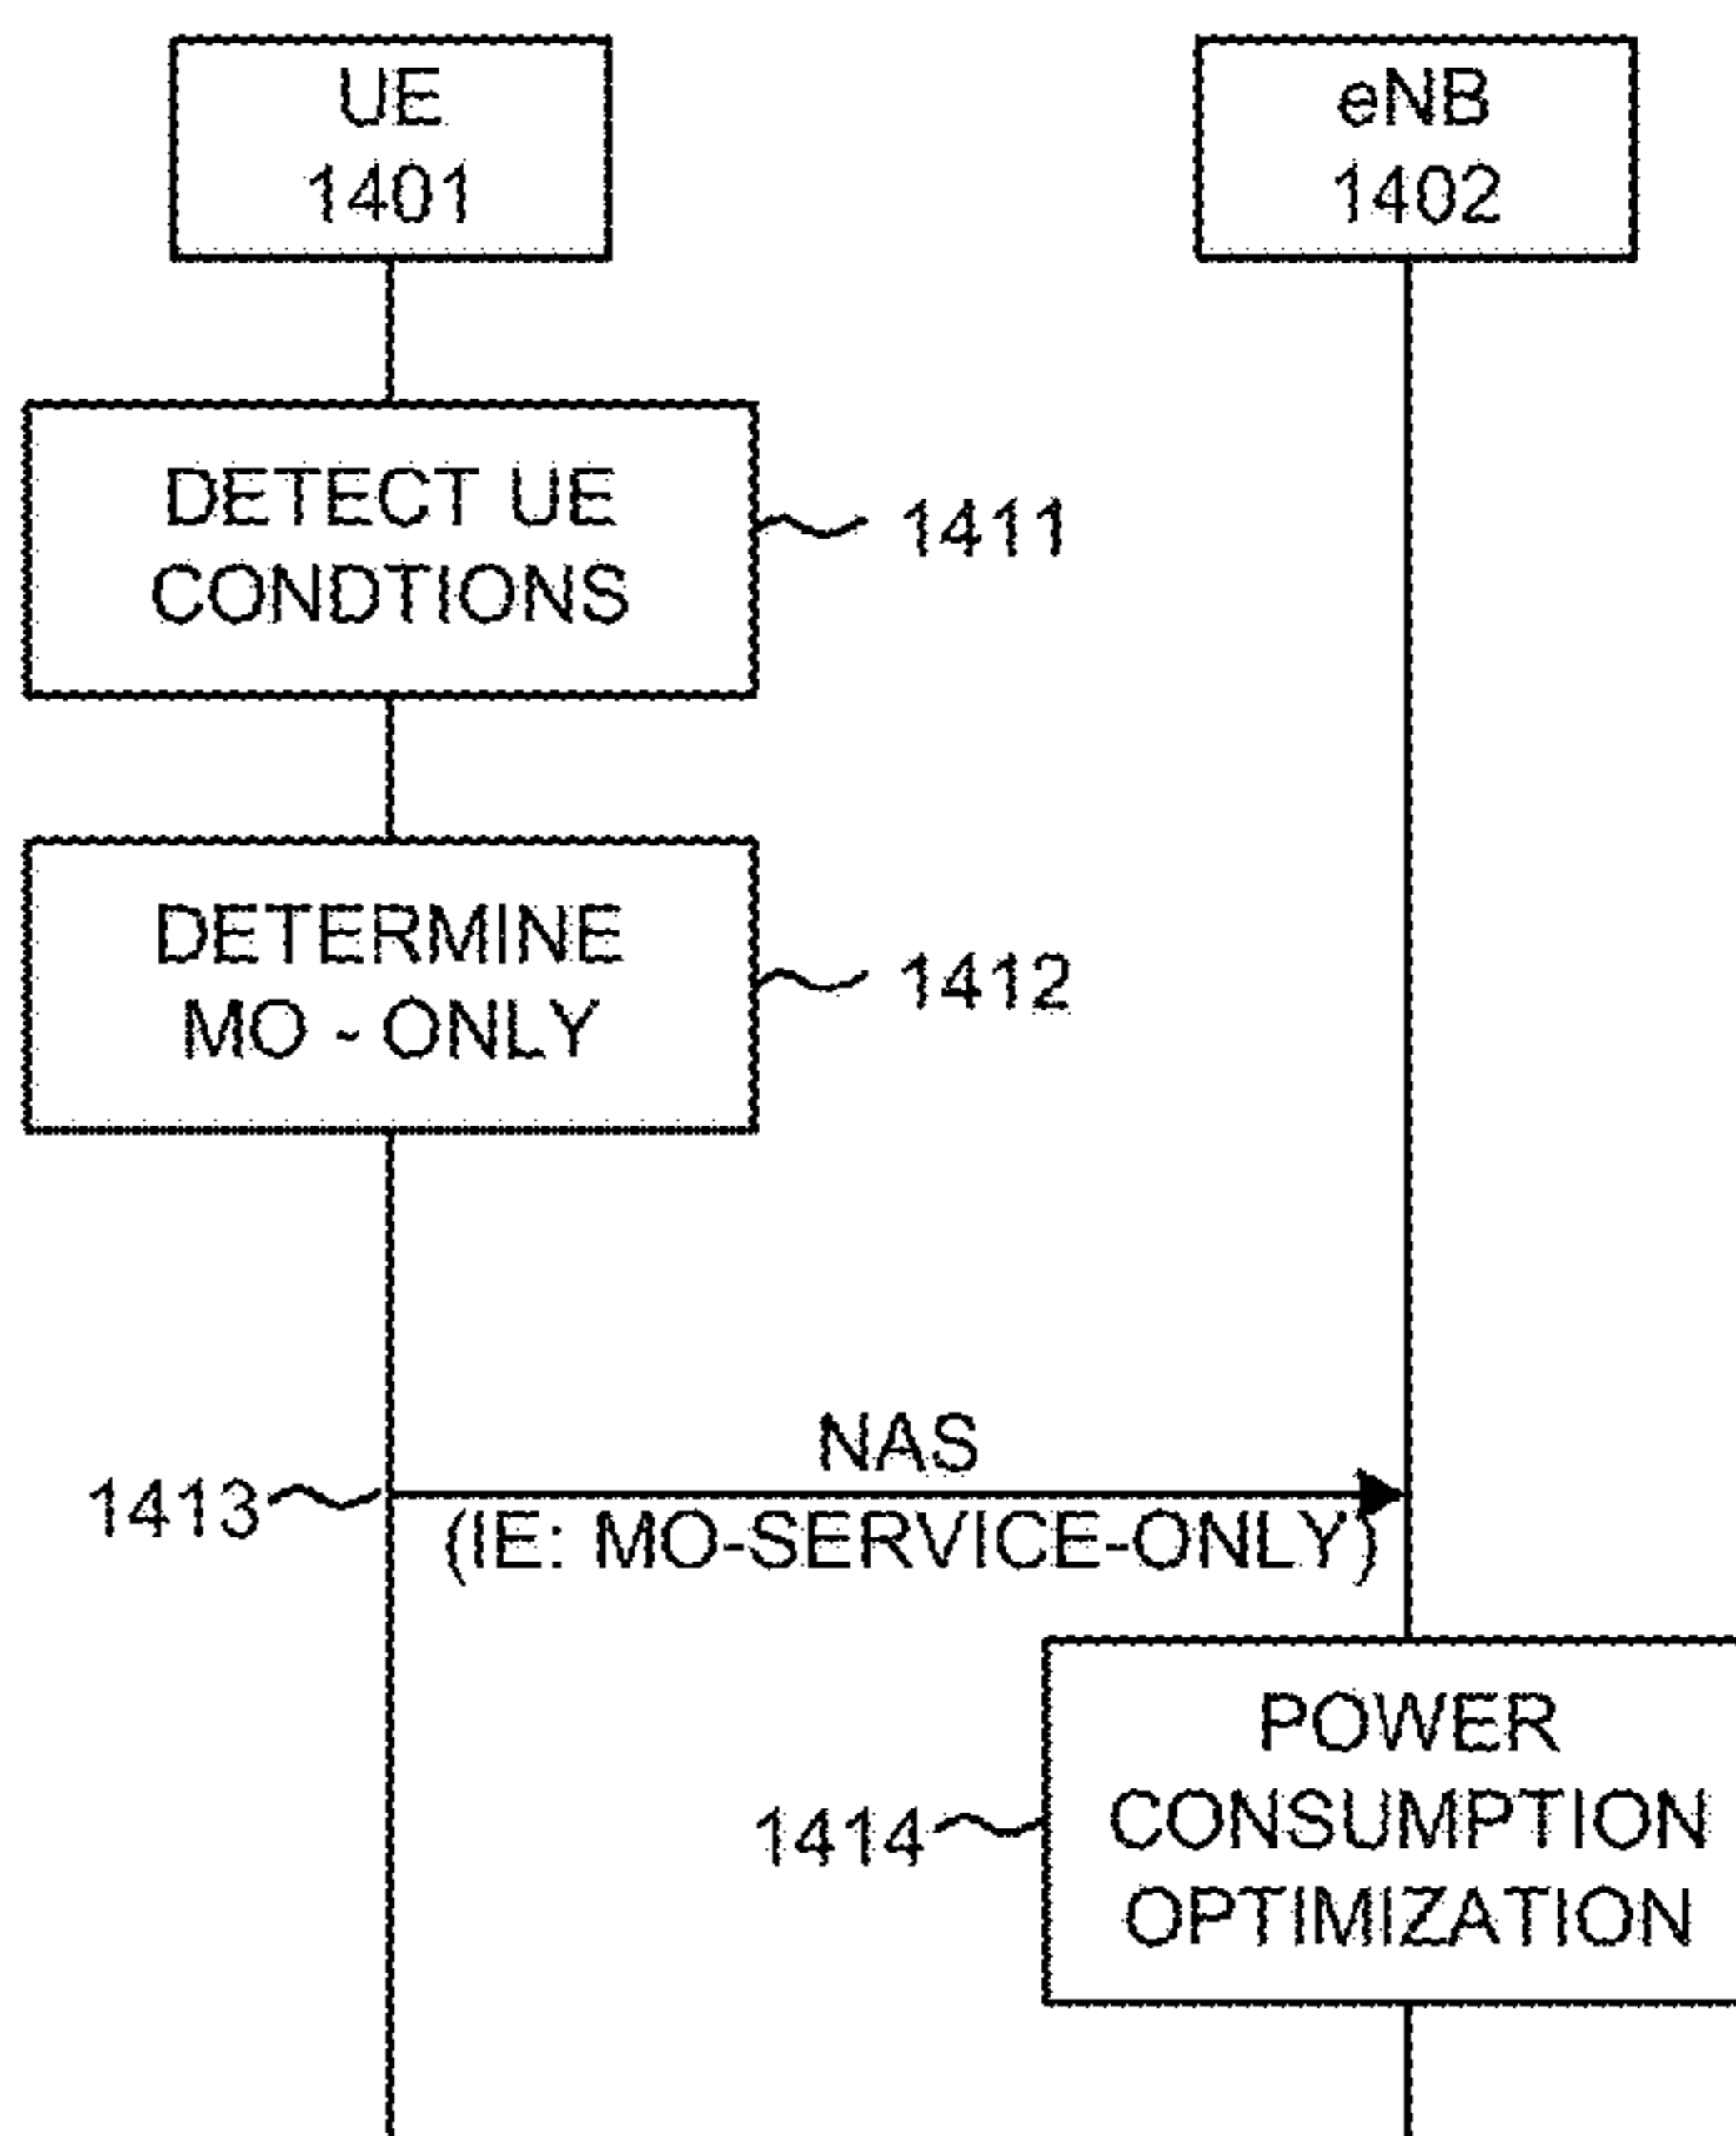 UE
1401
eNB
1402
DETECT UE
CONDTIONS
1411
DETERMINE
MO - ONLY
1412
NAS
1413
(IE: MO-SERVICE-ONLY)
POWER
CONSUMPTION
OPTIMIZATION
1414